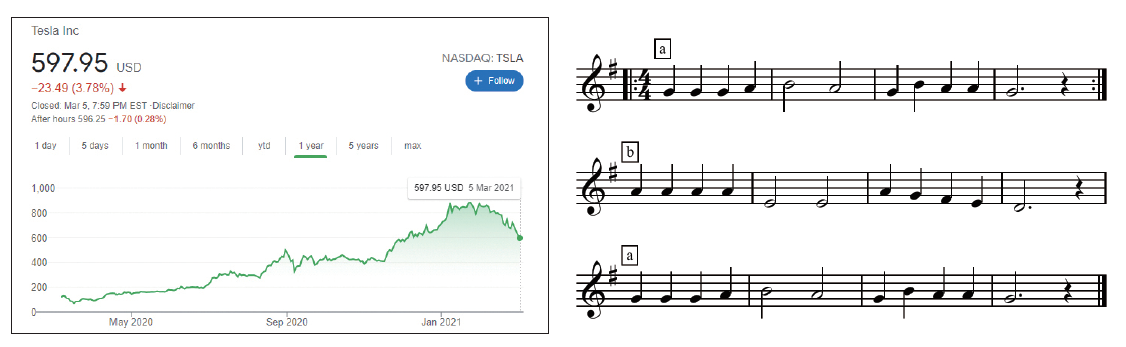 Tesla Inc
597.95 USD
NASDAQ: TSLA
−23.49 (3.78%) ↓
+ Follow
Closed: Mar 5, 7:59 PM EST ·Disclaimer
After hours 596.25 −1.70 (0.28%)
1 day 5 days 1 month 6 months ytd 1 year 5 years max
597.95 USD 5 Mar 2021
1,000
800
600
400
200
0
May 2020 Sep 2020 Jan 2021
a
4
4
b
a